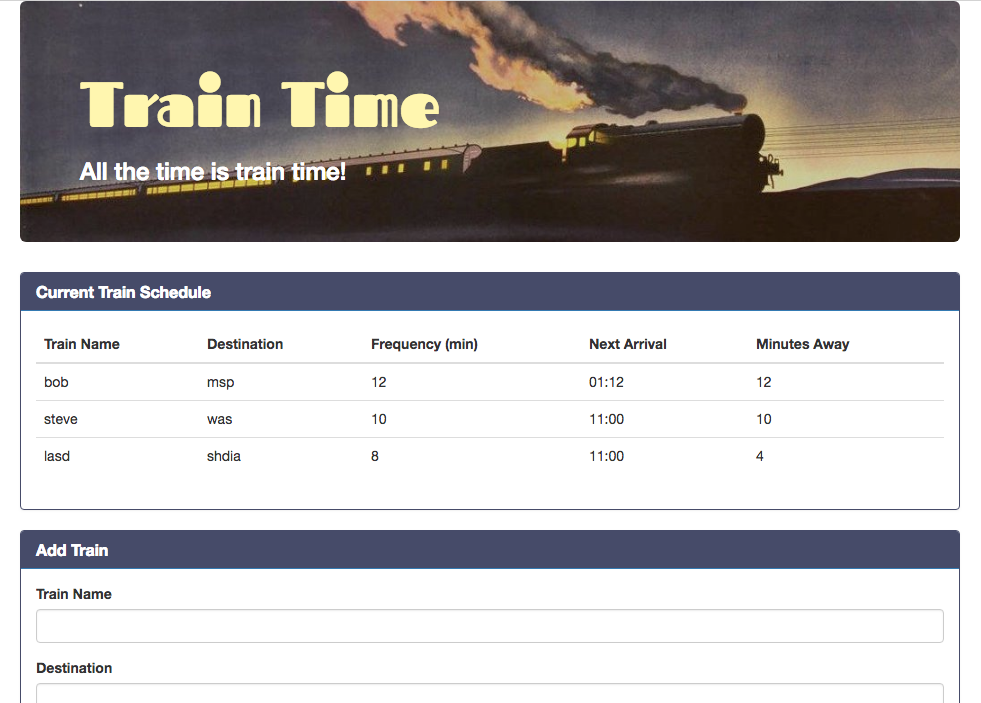 Train Time
All the time is train time!
Current Train Schedule
Train Name Destination Frequency (min) Next Arrival Minutes Away
bob msp 12 01:12 12
steve was 10 11:00 10
lasd shdia 8 11:00 4
Add Train
Train Name
Destination